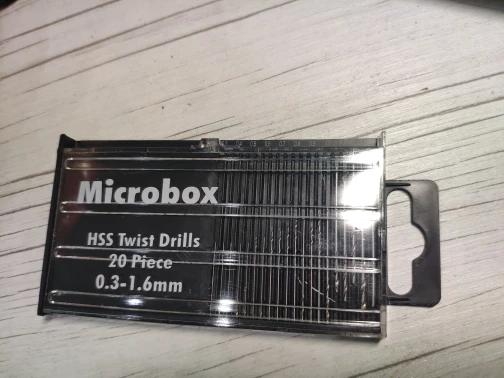 Microbox
HSS Twist Drills
20 Piece
0.3-1.6mm